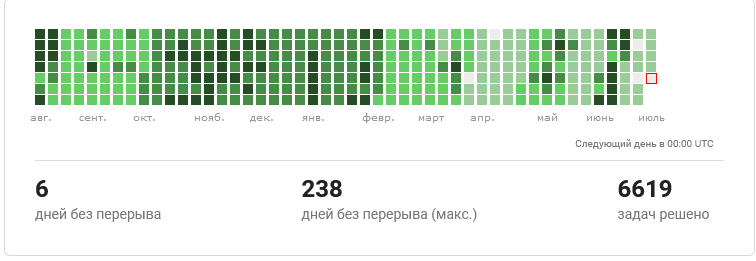 авг. сент. окт. нояб. дек. янв. февр. март апр. май июнь июль
Следующий день в 00:00 UTC
6 238 6619
дней без перерыва дней без перерыва (макс.) задач решено